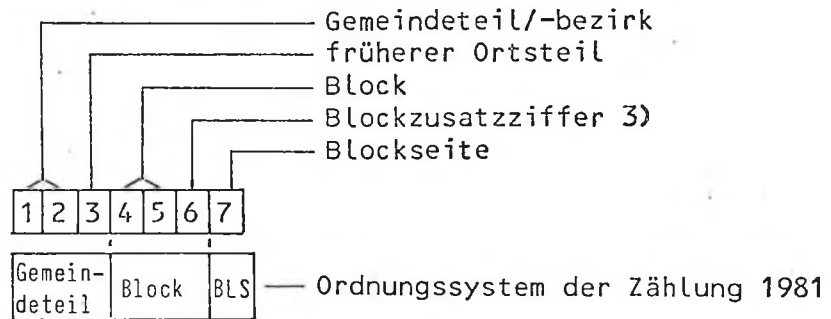 Gemeindeteil/-bezirk
früherer Ortsteil
Block
Blockzusatzziffer 3)
Blockseite
1 2 3 4 5 6 7
Gemein-
deteil Block BLS Ordnungssystem der Zählung 1981